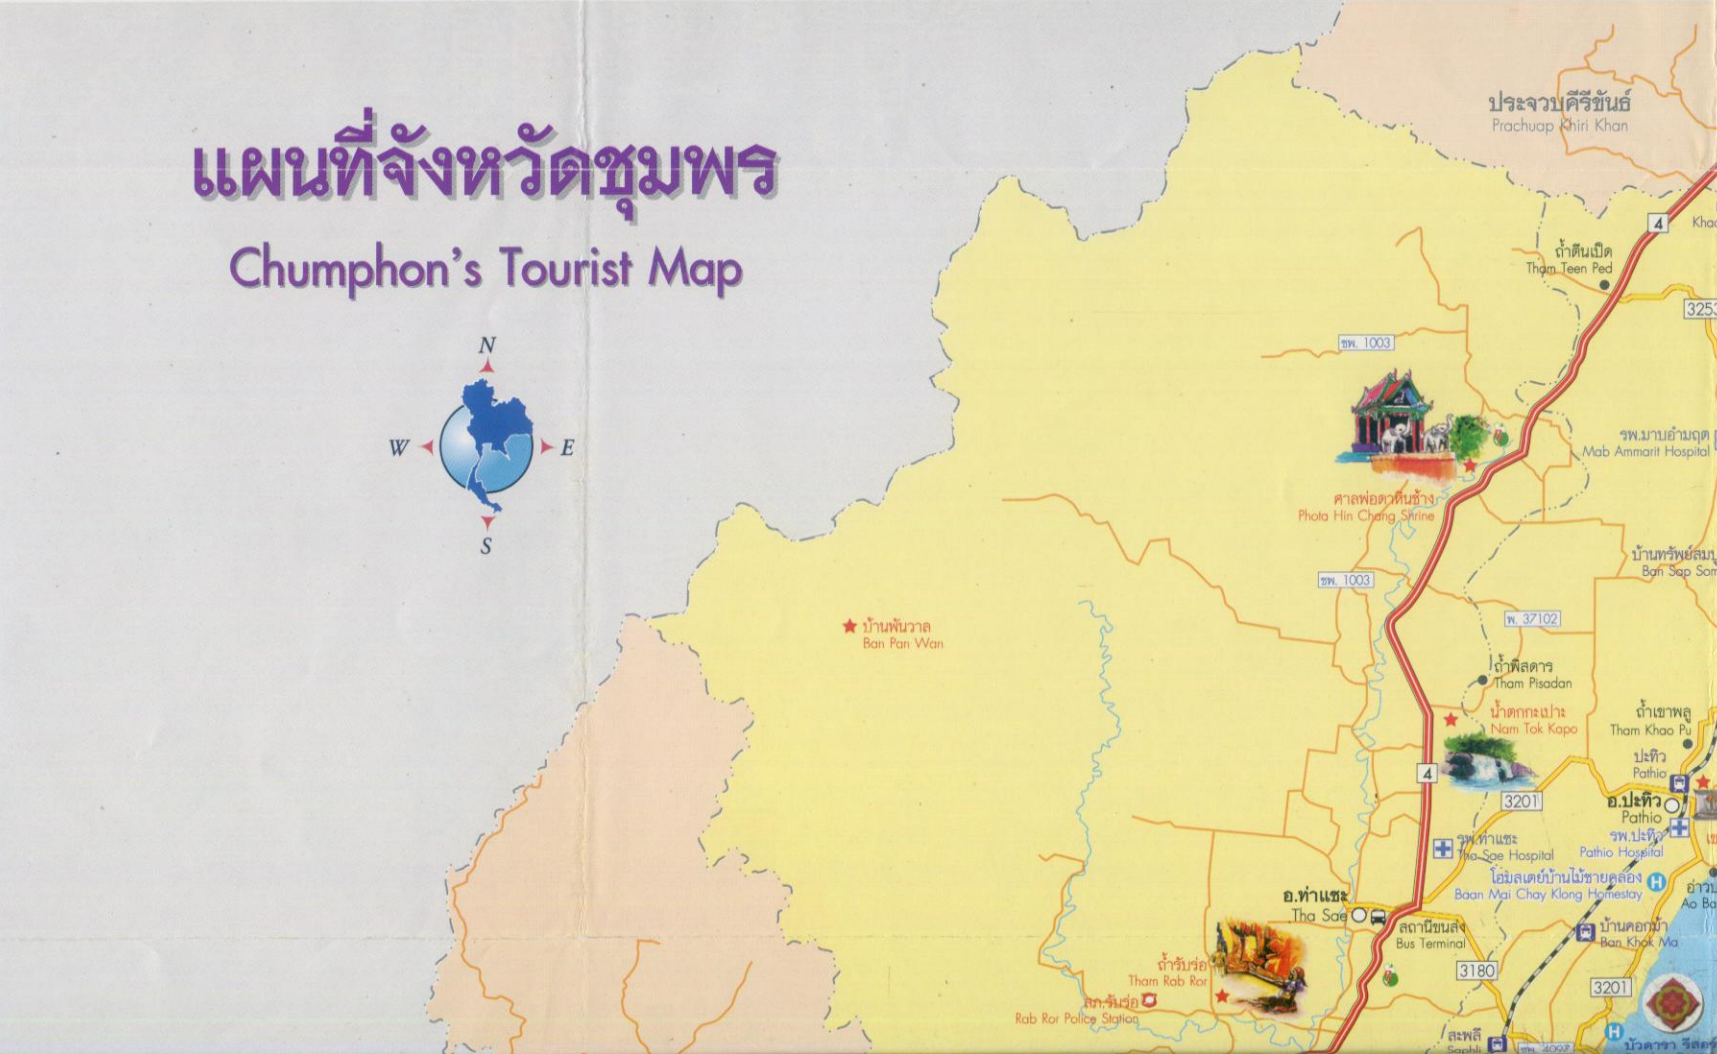 แผนที่จังหวัดชุมพร
Chumphon's Tourist Map
N
W
E
S
ประจวบคีรีขันธ์
Prachuap Khiri Khan
4
ถ้ำตีนเป็ด
Tham Teen Ped
3253
ชพ. 1003
รพ.มาบอำมฤต
Mab Ammarit Hospital
ศาลพ่อตาหินช้าง
Phota Hin Chang Shrine
บ้านทรัพย์สมบู
Ban Sap Som
ชพ. 1003
พ. 37102
บ้านพันวาล
Ban Pan Wan
ถ้ำพิสดาร
Tham Pisadan
น้ำตกกะเปาะ
Nam Tok Kapo
ถ้ำเขาพลู
Tham Khao Pu
ปะทิว
Pathio
4
3201
อ.ปะทิว
Pathio
รพ.ท่าแซะ
Tha Sae Hospital
รพ.ปะทิว
Pathio Hospital
โฮมสเตย์บ้านไม้ชายคลอง
Baan Mai Chay Klong Homestay
H
อ.ท่าแซะ
Tha Sae
สถานีขนส่ง
Bus Terminal
บ้านคอกม้า
Ban Khok Ma
ถ้ำรับร่อ
Tham Rab Ror
สภ.รับร่อ
Rab Ror Police Station
3180
3201
สะพลี
Saphli
H
บัวดารา